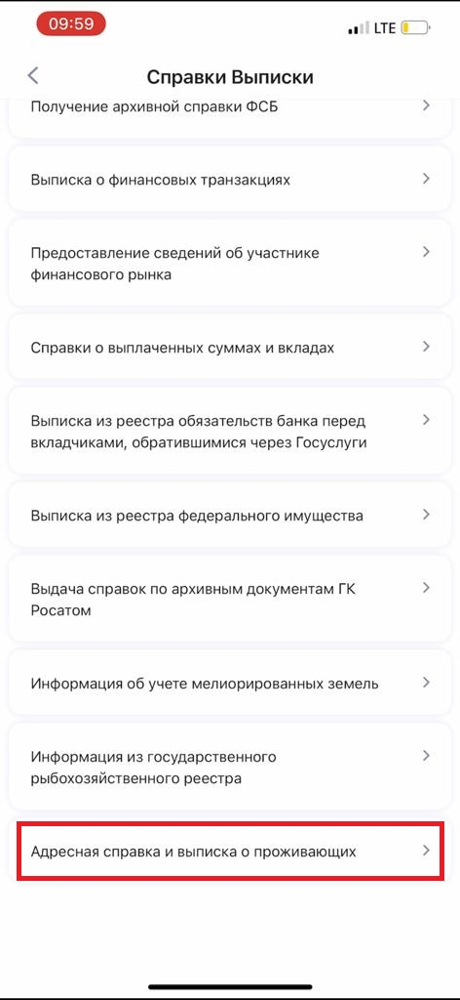 09:59
LTE
Справки Выписки
Получение архивной справки ФСБ
Выписка о финансовых транзакциях
Предоставление сведений об участнике
финансового рынка
Справки о выплаченных суммах и вкладах
Выписка из реестра обязательств банка перед
вкладчиками, обратившимися через Госуслуги
Выписка из реестра федерального имущества
Выдача справок по архивным документам ГК
Росатом
Информация об учете мелиорированных земель
Информация из государственного
рыбохозяйственного реестра
Адресная справка и выписка о проживающих